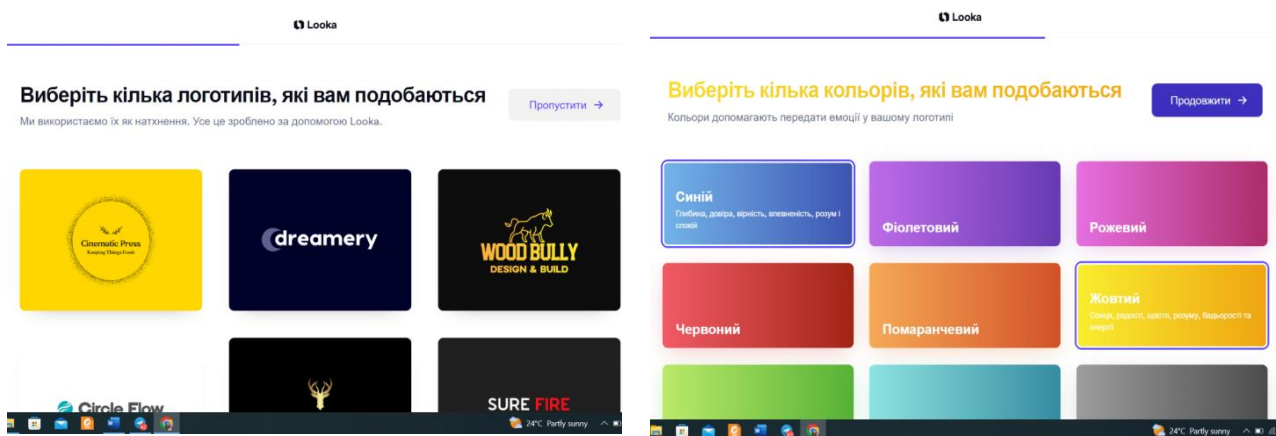 Looka
Виберіть кілька логотипів, які вам подобаються
Пропустити →
Ми використаємо їх як натхнення. Усе це зроблено за допомогою Looka.
Cinematic Press
Keeping Things Fresh
dreamery
WOOD BULLY
DESIGN & BUILD
Circle Flow
SURE FIRE
24°C Partly sunny
Looka
Виберіть кілька кольорів, які вам подобаються
Продовжити →
Кольори допомагають передати емоції у вашому логотипі
Синій
Глибина, довіра, вірність, впевненість, розум і
спокій
Фіолетовий
Рожевий
Червоний
Помаранчевий
Жовтий
Сонця, радості, щастя, розуму, бадьорості та
енергії
24°C Partly sunny